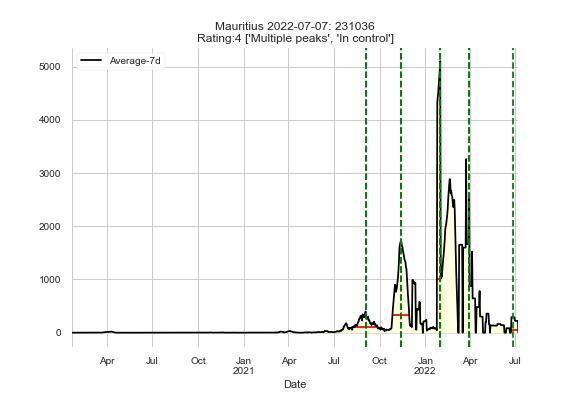 Mauritius 2022-07-07: 231036
Rating:4 ['Multiple peaks', 'In control']
Average-7d
5000
4000
3000
2000
1000
0
Apr
Jul
Oct
Jan
2021
Apr
Jul
Oct
Jan
2022
Apr
Jul
Date